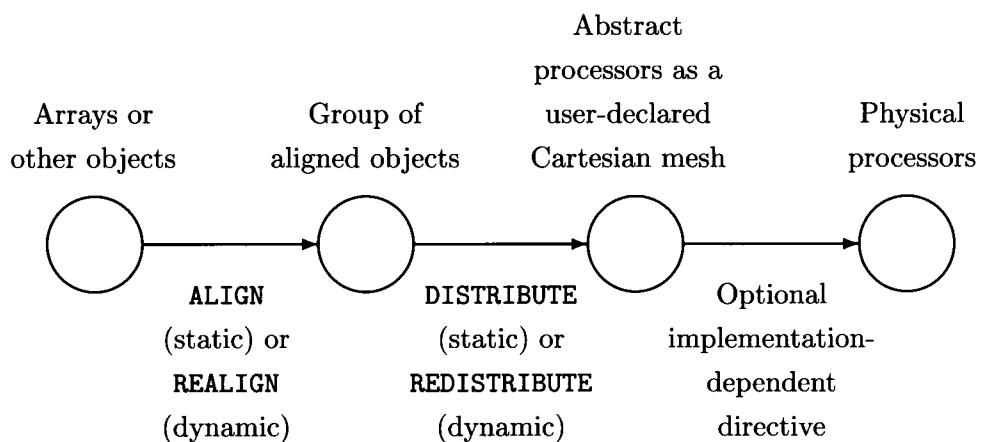 Arrays or
other objects
Group of
aligned objects
Abstract
processors as a
user-declared
Cartesian mesh
Physical
processors
ALIGN
(static) or
REALIGN
(dynamic)
DISTRIBUTE
(static) or
REDISTRIBUTE
(dynamic)
Optional
implementation-
dependent
directive